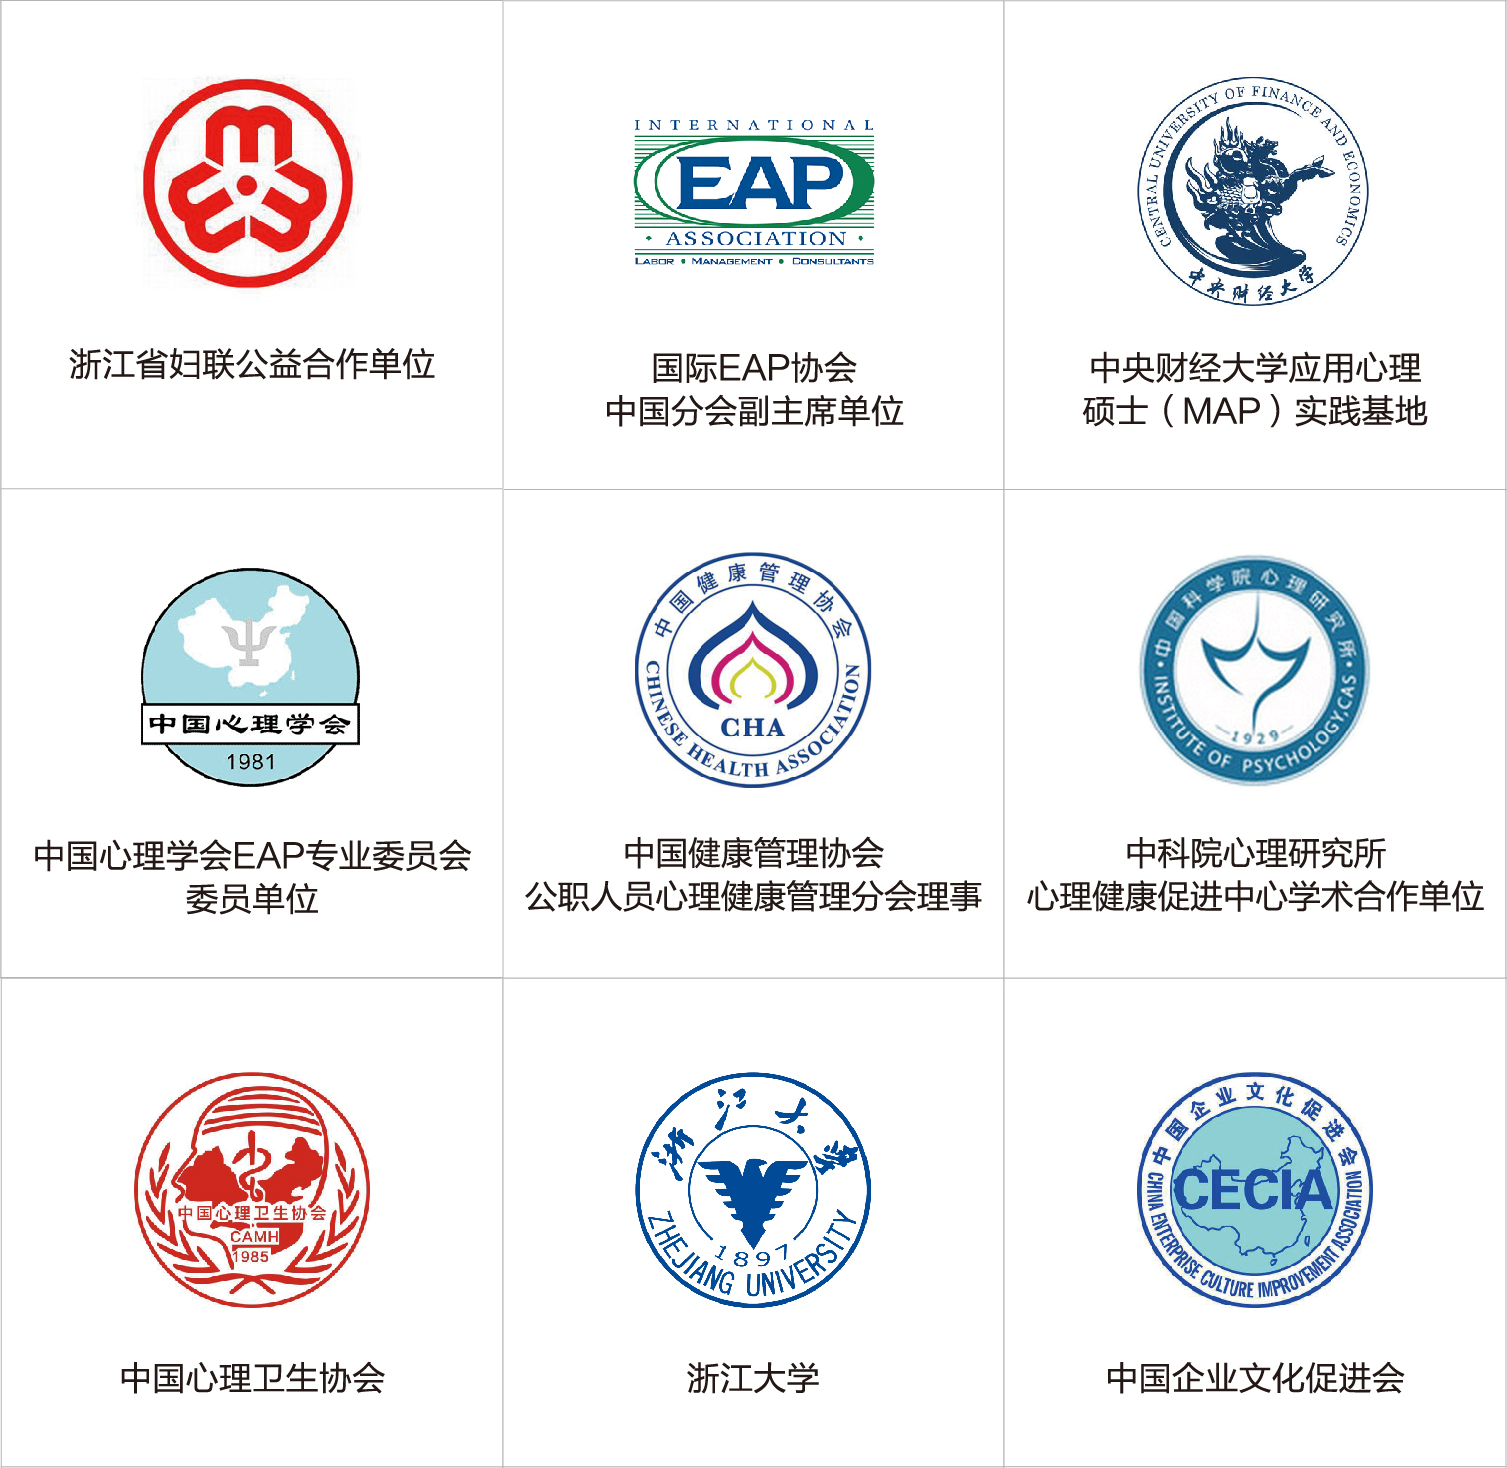 浙江省妇联公益合作单位
INTERNATIONAL
EAP
ASSOCIATION
LABOR • MANAGEMENT • CONSULTANTS
国际EAP协会
中国分会副主席单位
CENTRAL UNIVERSITY OF FINANCE AND ECONOMICS
中央财经大学
中央财经大学应用心理
硕士（MAP）实践基地
中国心理学会
1981
中国心理学会EAP专业委员会
委员单位
中国健康管理协会
CHA
CHINESE HEALTH ASSOCIATION
中国健康管理协会
公职人员心理健康管理分会理事
中国科学院心理研究所
1929
INSTITUTE OF PSYCHOLOGY,CAS
中科院心理研究所
心理健康促进中心学术合作单位
中国心理卫生协会
CAMH
1985
中国心理卫生协会
浙江大学
1897
ZHEJIANG UNIVERSITY
浙江大学
中国企业文化促进会
CECIA
CHINA ENTERPRISE CULTURE IMPROVEMENT ASSOCIATION
中国企业文化促进会